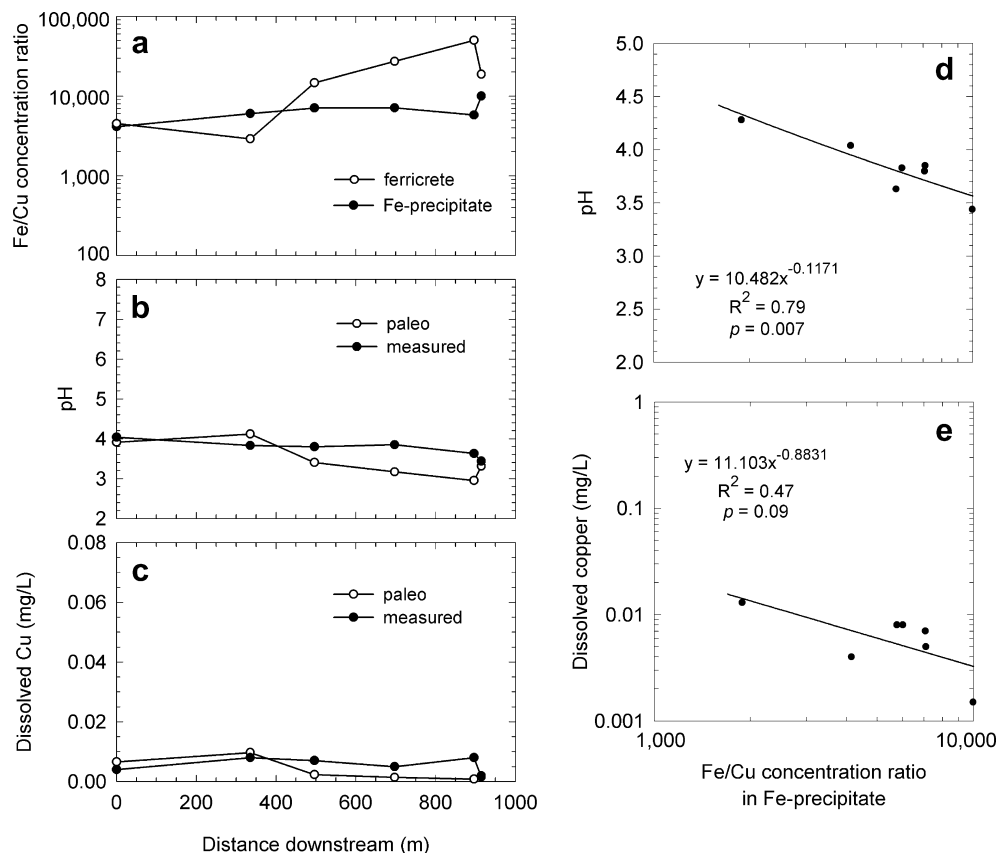 a
Fe/Cu concentration ratio
100,000
10,000
1,000
100
ferricrete
Fe-precipitate
b
pH
8
7
6
5
4
3
2
paleo
measured
c
Dissolved Cu (mg/L)
0.08
0.06
0.04
0.02
0.00
paleo
measured
0 200 400 600 800 1000
Distance downstream (m)
d
pH
5.0
4.5
4.0
3.5
3.0
2.5
2.0
y = 10.482x^-0.1171
R^2 = 0.79
p = 0.007
e
Dissolved copper (mg/L)
1
0.1
0.01
0.001
y = 11.103x^-0.8831
R^2 = 0.47
p = 0.09
1,000 10,000
Fe/Cu concentration ratio
in Fe-precipitate